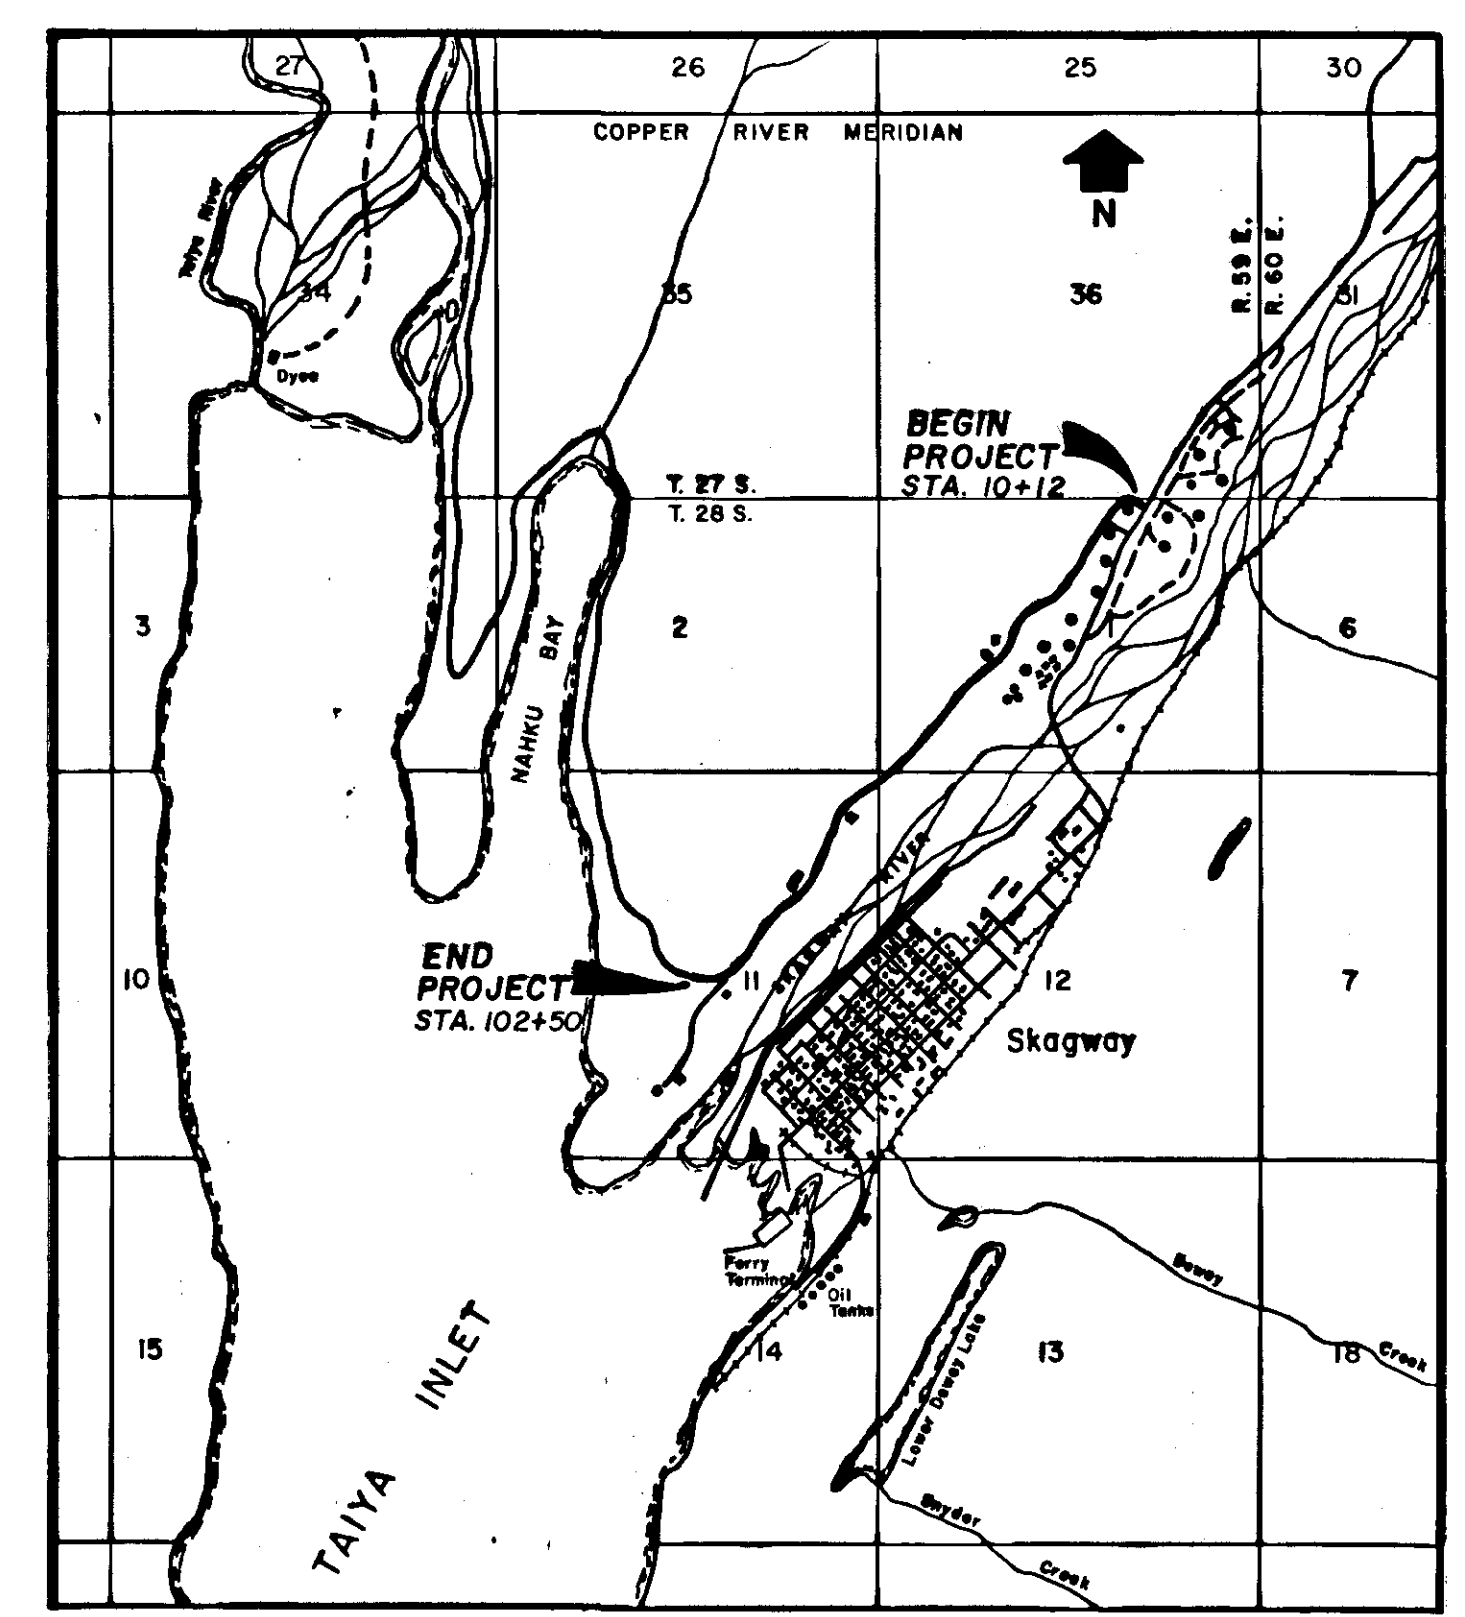 27
26
25
30
COPPER RIVER MERIDIAN
N
Taiya River
R. 59 E.
R. 60 E.
34
35
36
31
Dyea
BEGIN
PROJECT
STA. 10+12
T. 27 S.
T. 28 S.
3
2
6
NAHKU BAY
SKAGWAY RIVER
END
PROJECT
STA. 102+50
10
11
12
7
Skagway
Ferry
Terminal
Oil
Tanks
Dewey Creek
15
14
13
18
Lower Dewey Lake
TAIYA INLET
Snyder Creek